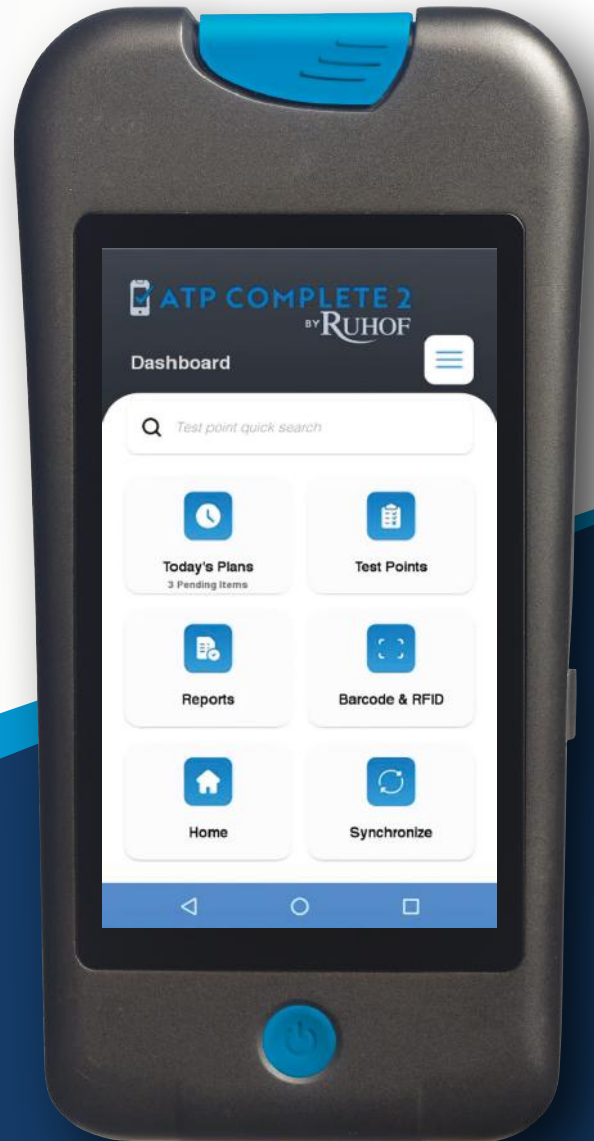 ATP COMPLETE 2
BY RUHOF
Dashboard
Test point quick search
Today's Plans
3 Pending Items
Test Points
Reports
Barcode & RFID
Home
Synchronize